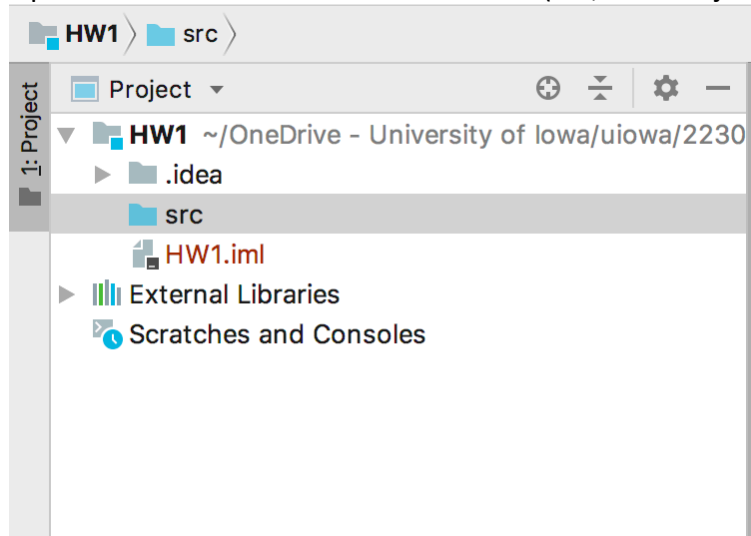 HW1 src
1: Project
Project
HW1 ~/OneDrive - University of Iowa/uiowa/2230
.idea
src
HW1.iml
External Libraries
Scratches and Consoles